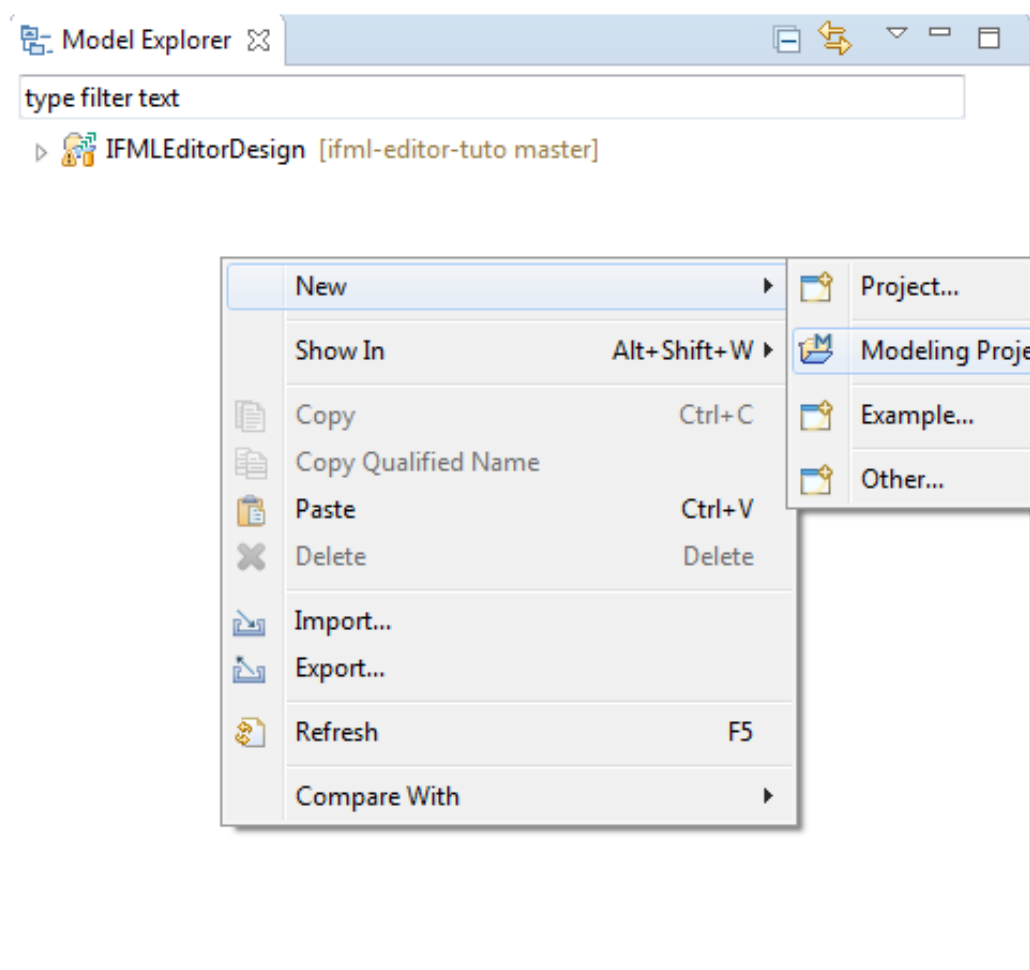 Model Explorer
type filter text
IFMLEditorDesign [ifml-editor-tuto master]
New
Project...
Show In Alt+Shift+W
Modeling Proje
Copy Ctrl+C
Example...
Copy Qualified Name
Other...
Paste Ctrl+V
Delete Delete
Import...
Export...
Refresh F5
Compare With